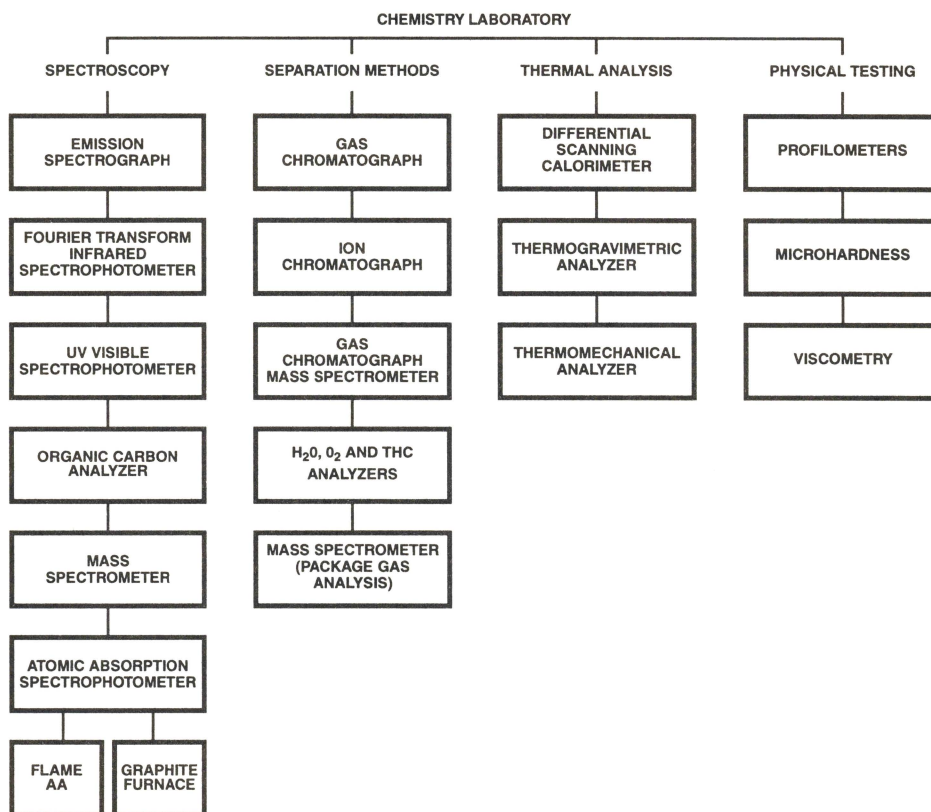 CHEMISTRY LABORATORY
SPECTROSCOPY
EMISSION
SPECTROGRAPH
FOURIER TRANSFORM
INFRARED
SPECTROPHOTOMETER
UV VISIBLE
SPECTROPHOTOMETER
ORGANIC CARBON
ANALYZER
MASS
SPECTROMETER
ATOMIC ABSORPTION
SPECTROPHOTOMETER
FLAME
AA
GRAPHITE
FURNACE
SEPARATION METHODS
GAS
CHROMATOGRAPH
ION
CHROMATOGRAPH
GAS
CHROMATOGRAPH
MASS SPECTROMETER
H₂0, 0₂ AND THC
ANALYZERS
MASS SPECTROMETER
(PACKAGE GAS
ANALYSIS)
THERMAL ANALYSIS
DIFFERENTIAL
SCANNING
CALORIMETER
THERMOGRAVIMETRIC
ANALYZER
THERMOMECHANICAL
ANALYZER
PHYSICAL TESTING
PROFILOMETERS
MICROHARDNESS
VISCOMETRY